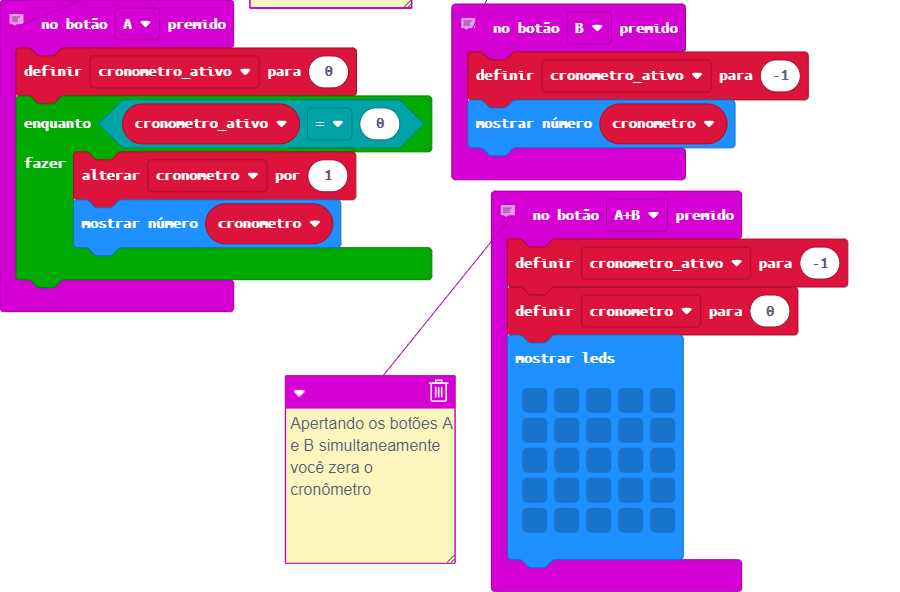 no botão A premido
definir cronometro_ativo para 0
enquanto cronometro_ativo = 0
fazer
alterar cronometro por 1
mostrar número cronometro
no botão B premido
definir cronometro_ativo para -1
mostrar número cronometro
no botão A+B premido
definir cronometro_ativo para -1
definir cronometro para 0
mostrar leds
Apertando os botões A
e B simultaneamente
você zera o
cronômetro